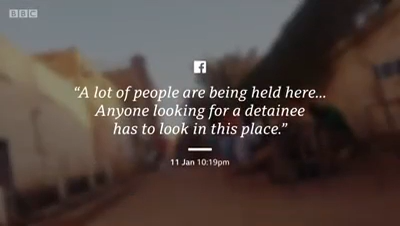 BBC
f
“A lot of people are being held here...
Anyone looking for a detainee
has to look in this place.”
11 Jan 10:19pm